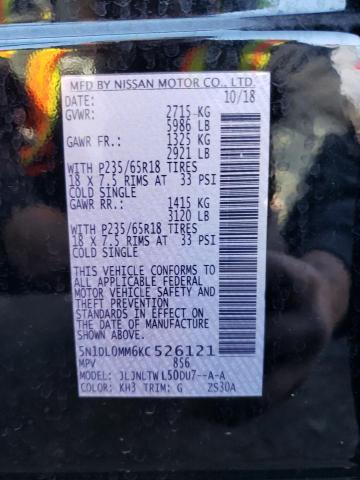 MFD BY NISSAN MOTOR CO., LTD.
DATE: 10/18
GVWR: 2715 KG
5986 LB
GAWR FR.: 1325 KG
2921 LB
WITH P235/65R18 TIRES
18 X 7.5 RIMS AT 33 PSI
COLD SINGLE
GAWR RR.: 1415 KG
3120 LB
WITH P235/65R18 TIRES
18 X 7.5 RIMS AT 33 PSI
COLD SINGLE
THIS VEHICLE CONFORMS TO
ALL APPLICABLE FEDERAL
MOTOR VEHICLE SAFETY
AND THEFT PREVENTION
STANDARDS IN EFFECT ON
THE DATE OF MANUFACTURE
SHOWN ABOVE.
5N1DL0MM6KC526121
MPV 856
MODEL: JLJNLTWL50DU7--A-A
COLOR: KH3 TRIM: G ZS30A